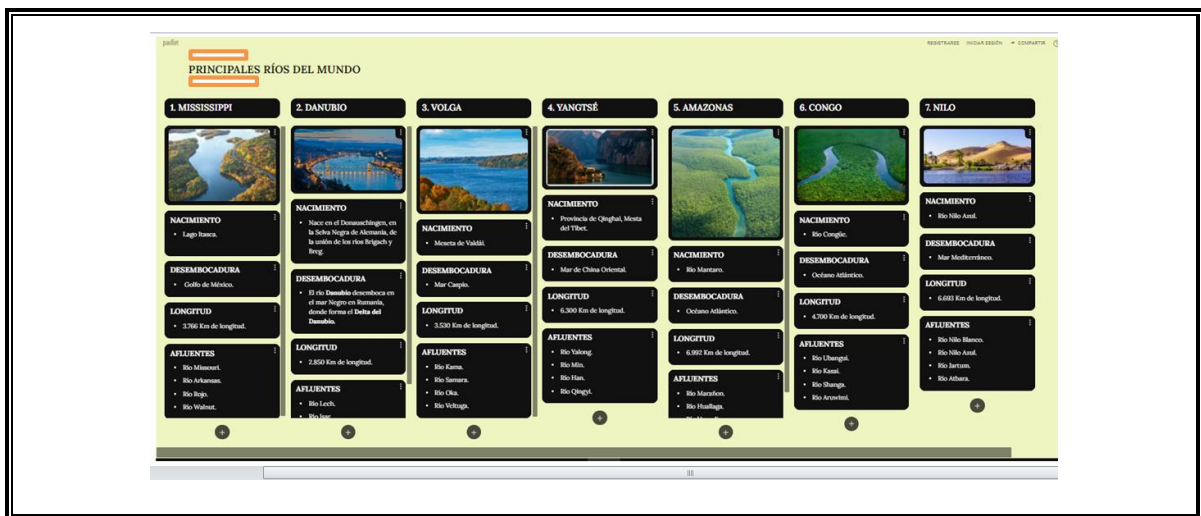 padlet
REGISTRARSE INICIAR SESIÓN COMPARTIR
PRINCIPALES RÍOS DEL MUNDO
1. MISSISSIPPI
NACIMIENTO
• Lago Itasca.
DESEMBOCADURA
• Golfo de México.
LONGITUD
• 3.766 Km de longitud.
AFLUENTES
• Río Missouri.
• Río Arkansas.
• Río Rojo.
• Río Walnut.
2. DANUBIO
NACIMIENTO
• Nace en el Donaueschingen, en
la Selva Negra de Alemania, de
la unión de los ríos Brigach y
Breg.
DESEMBOCADURA
• El río Danubio desemboca en
el mar Negro en Rumanía,
donde forma el Delta del
Danubio.
LONGITUD
• 2.850 Km de longitud.
AFLUENTES
• Río Lech.
• Río Isar.
3. VOLGA
NACIMIENTO
• Meseta de Valdái.
DESEMBOCADURA
• Mar Caspio.
LONGITUD
• 3.530 Km de longitud.
AFLUENTES
• Río Kama.
• Río Samara.
• Río Oka.
• Río Veltuga.
4. YANGTSÉ
NACIMIENTO
• Provincia de Qinghai, Mesta
del Tíbet.
DESEMBOCADURA
• Mar de China Oriental.
LONGITUD
• 6.300 Km de longitud.
AFLUENTES
• Río Yalong.
• Río Min.
• Río Han.
• Río Qingyi.
5. AMAZONAS
NACIMIENTO
• Río Mantaro.
DESEMBOCADURA
• Océano Atlántico.
LONGITUD
• 6.992 Km de longitud.
AFLUENTES
• Río Marañon.
• Río Huallaga.
6. CONGO
NACIMIENTO
• Río Congüe.
DESEMBOCADURA
• Océano Atlántico.
LONGITUD
• 4.700 Km de longitud.
AFLUENTES
• Río Ubangui.
• Río Kasai.
• Río Shanga.
• Río Aruwimi.
7. NILO
NACIMIENTO
• Río Nilo Azul.
DESEMBOCADURA
• Mar Mediterráneo.
LONGITUD
• 6.693 Km de longitud.
AFLUENTES
• Río Nilo Blanco.
• Río Nilo Azul.
• Río Jartum.
• Río Atbara.